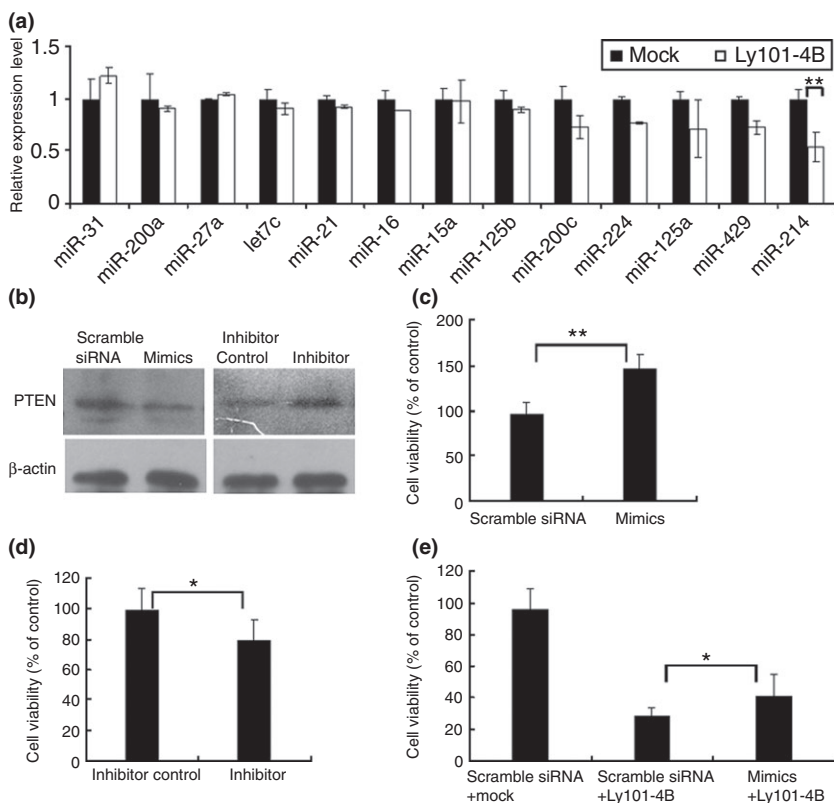 (a)
Relative expression level
1.5
1
0.5
0
Mock
Ly101-4B
**
miR-31
miR-200a
miR-27a
let7c
miR-21
miR-16
miR-15a
miR-125b
miR-200c
miR-224
miR-125a
miR-429
miR-214
(b)
Scramble siRNA
Mimics
Inhibitor Control
Inhibitor
PTEN
β-actin
(c)
Cell viability (% of control)
200
150
100
50
0
**
Scramble siRNA
Mimics
(d)
Cell viability (% of control)
120
100
80
60
40
20
0
*
Inhibitor control
Inhibitor
(e)
Cell viability (% of control)
120
100
80
60
40
20
0
*
Scramble siRNA
+mock
Scramble siRNA
+Ly101-4B
Mimics
+Ly101-4B